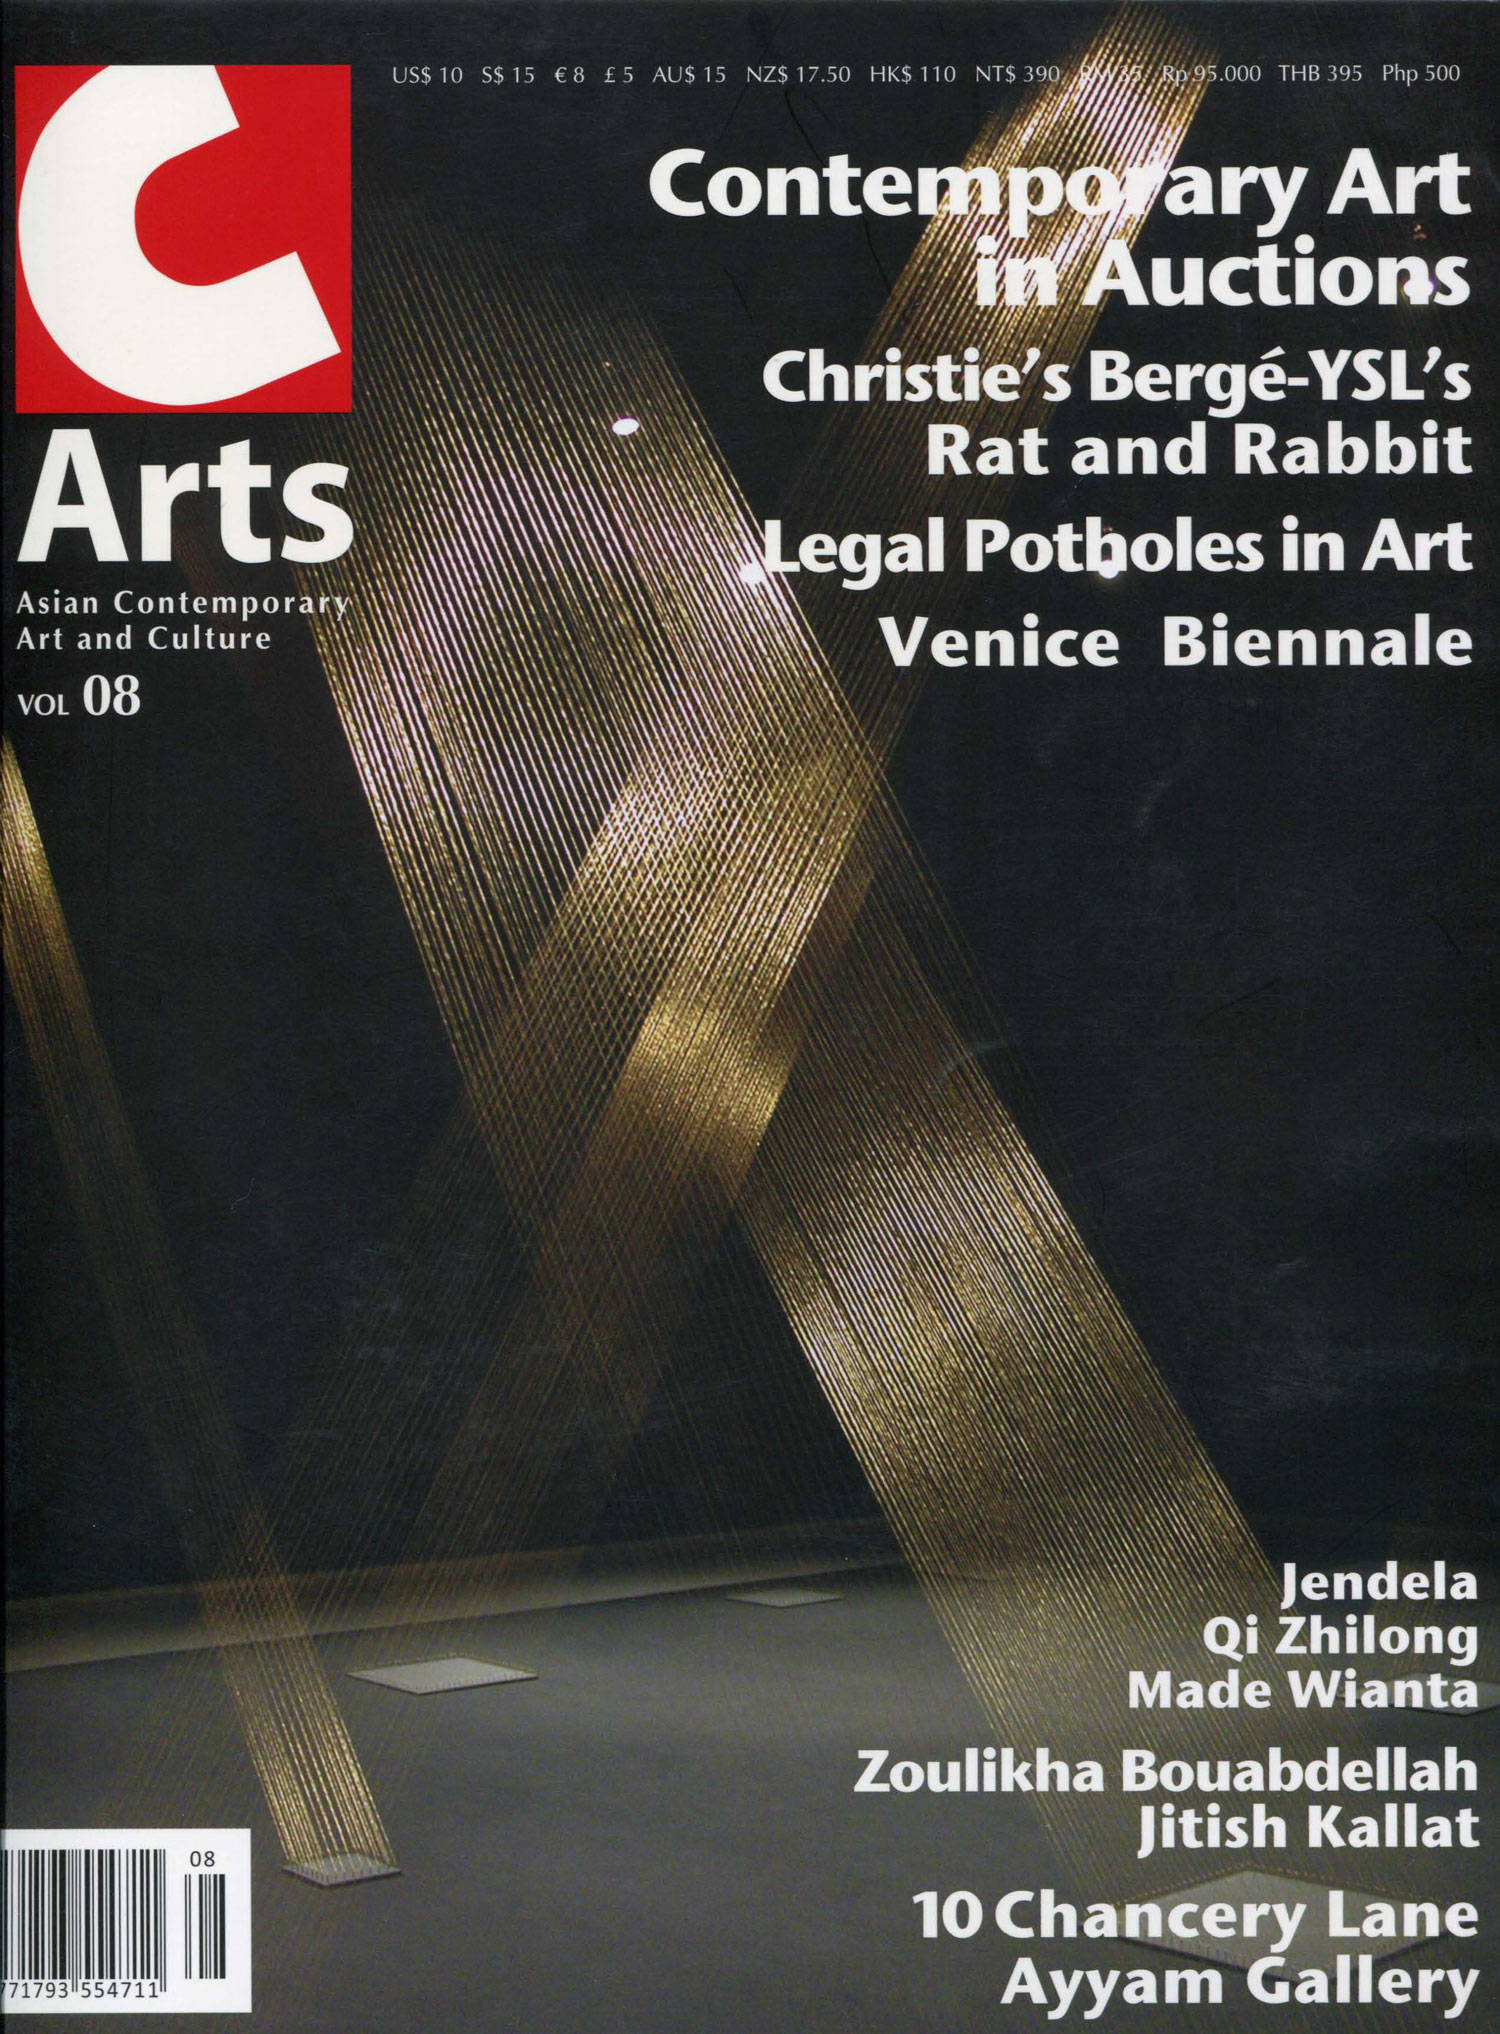 US$ 10 S$ 15 € 8 £ 5 AU$ 15 NZ$ 17.50 HK$ 110 NT$ 390 RM 35 Rp 95.000 THB 395 Php 500
C
Arts
Asian Contemporary
Art and Culture
VOL 08
Contemporary Art
in Auctions
Christie's Bergé-YSL's
Rat and Rabbit
Legal Potholes in Art
Venice Biennale
Jendela
Qi Zhilong
Made Wianta
Zoulikha Bouabdellah
Jitish Kallat
10 Chancery Lane
Ayyam Gallery
08
771793 554711